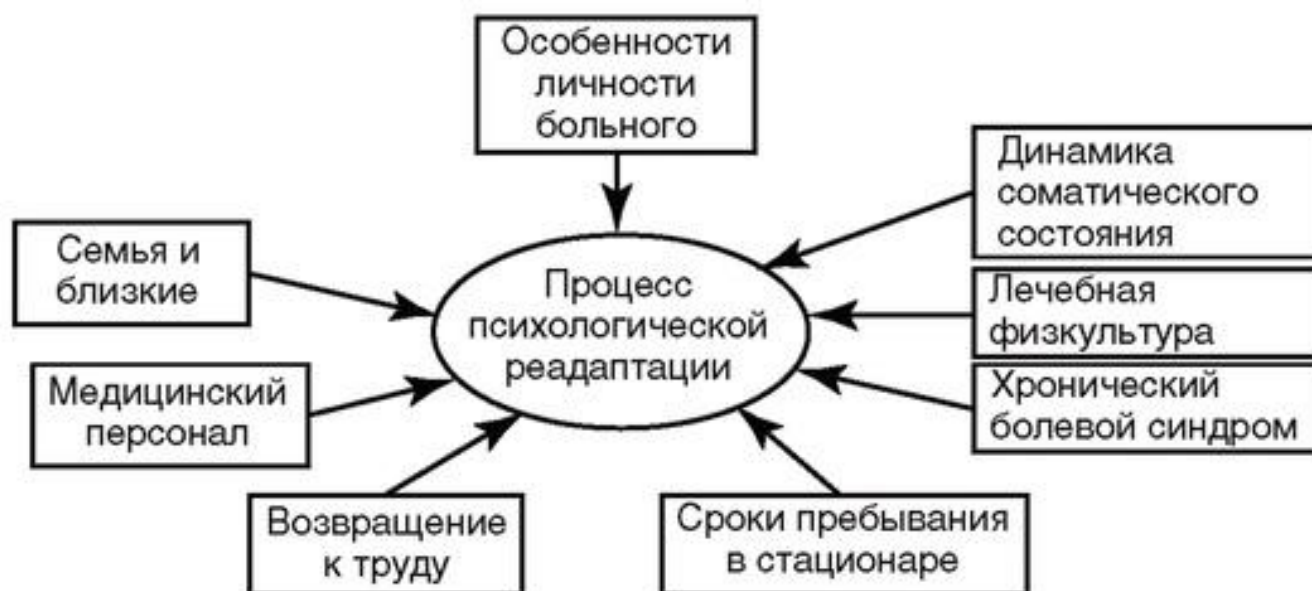 Особенности
личности
больного
Динамика
соматического
состояния
Семья и
близкие
Процесс
психологической
реадаптации
Лечебная
физкультура
Медицинский
персонал
Хронический
болевой синдром
Возвращение
к труду
Сроки пребывания
в стационаре